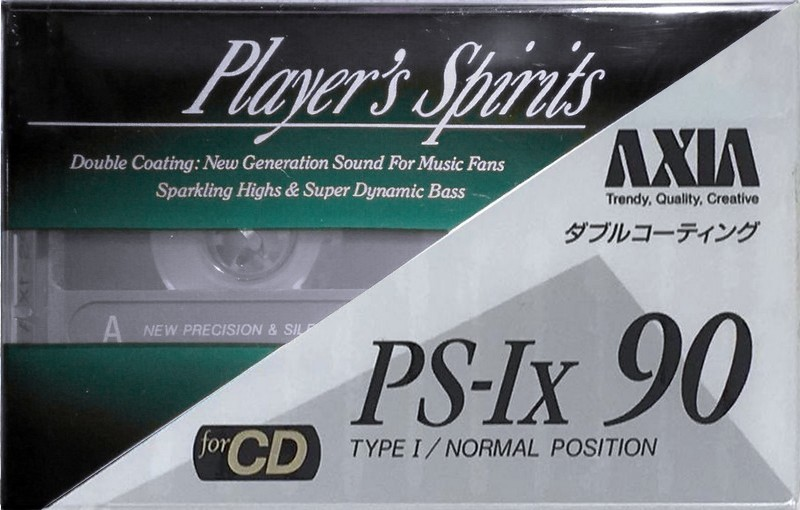 Player's Spirits
Double Coating: New Generation Sound For Music Fans
Sparkling Highs & Super Dynamic Bass
AXIA
Trendy, Quality, Creative
ダブルコーティング
A NEW PRECISION &
PS-Ix 90
for CD
TYPE I / NORMAL POSITION